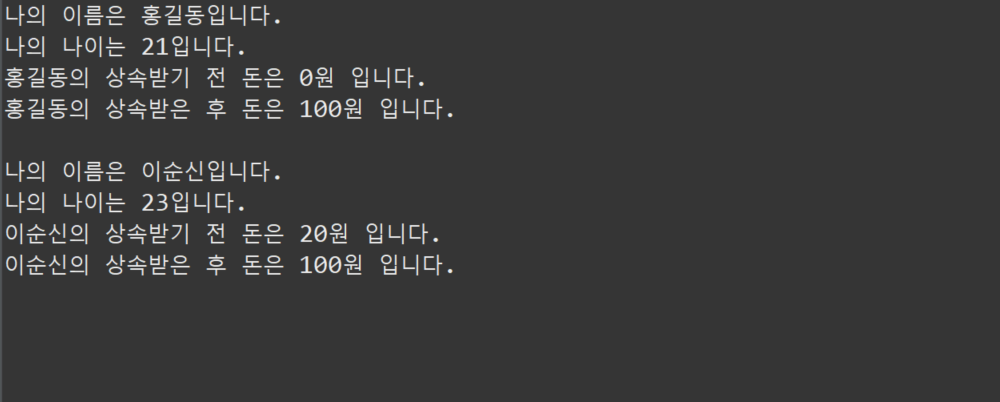 나의 이름은 홍길동입니다.
나의 나이는 21입니다.
홍길동의 상속받기 전 돈은 0원 입니다.
홍길동의 상속받은 후 돈은 100원 입니다.
나의 이름은 이순신입니다.
나의 나이는 23입니다.
이순신의 상속받기 전 돈은 20원 입니다.
이순신의 상속받은 후 돈은 100원 입니다.